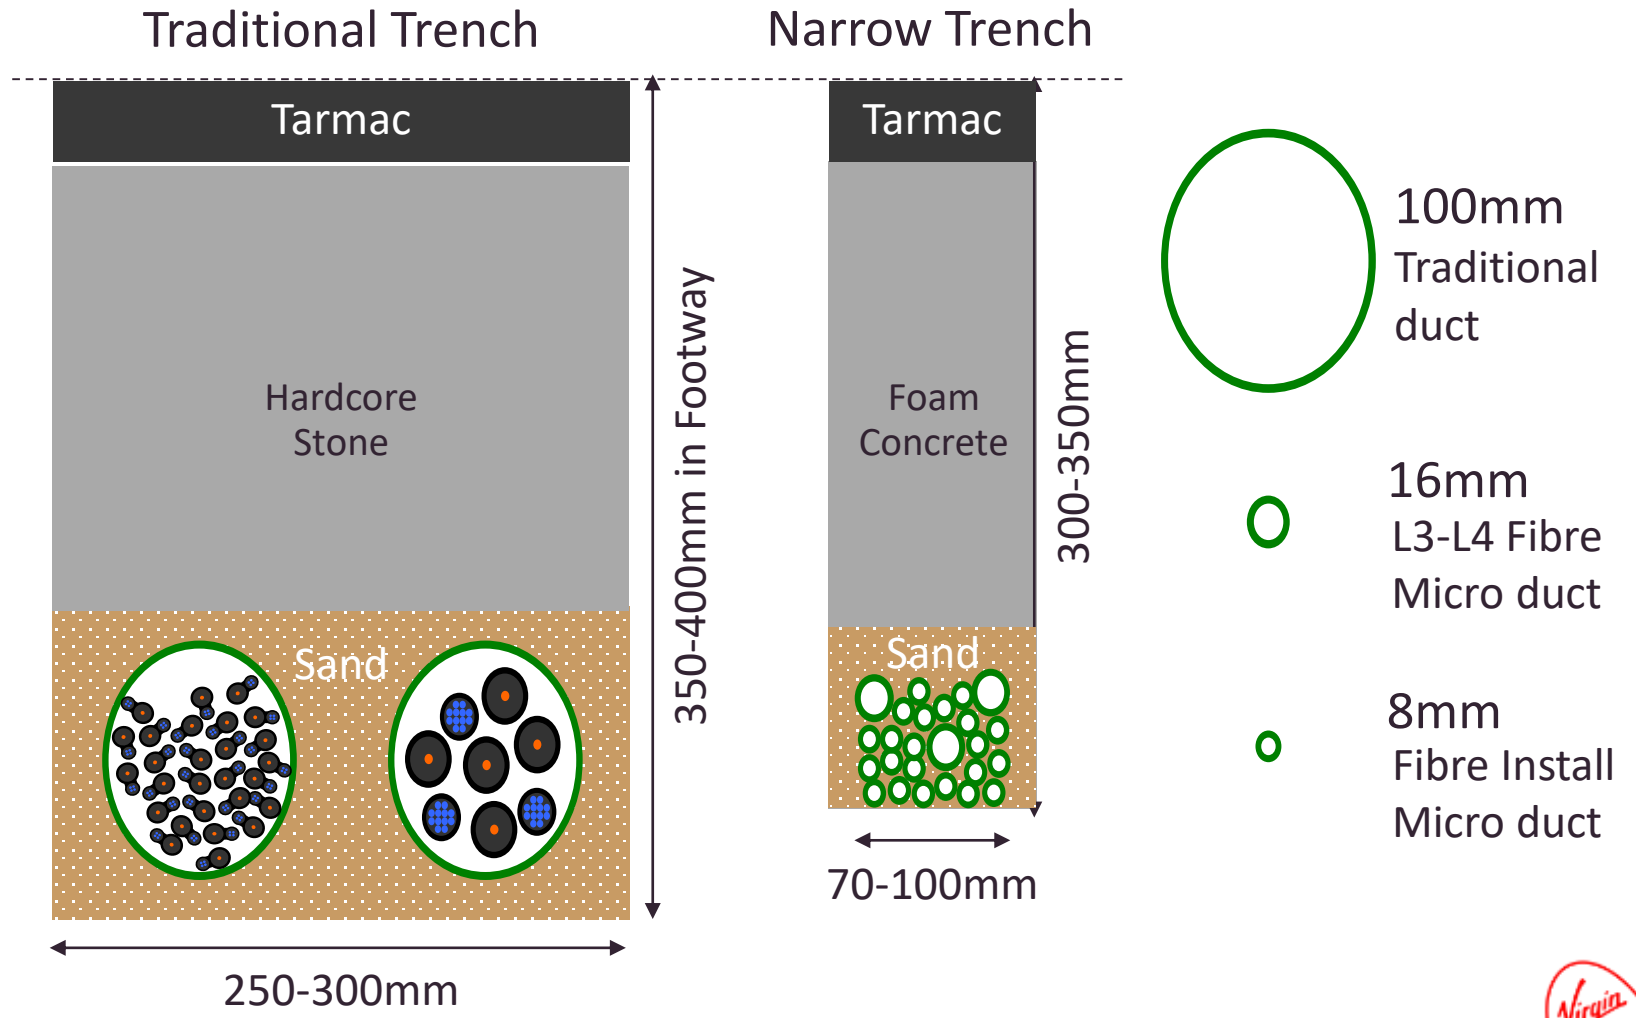 Traditional Trench
Narrow Trench
Tarmac
Hardcore
Stone
Sand
350-400mm in Footway
250-300mm
Tarmac
Foam
Concrete
Sand
300-350mm
70-100mm
100mm
Traditional
duct
16mm
L3-L4 Fibre
Micro duct
8mm
Fibre Install
Micro duct
Virgin